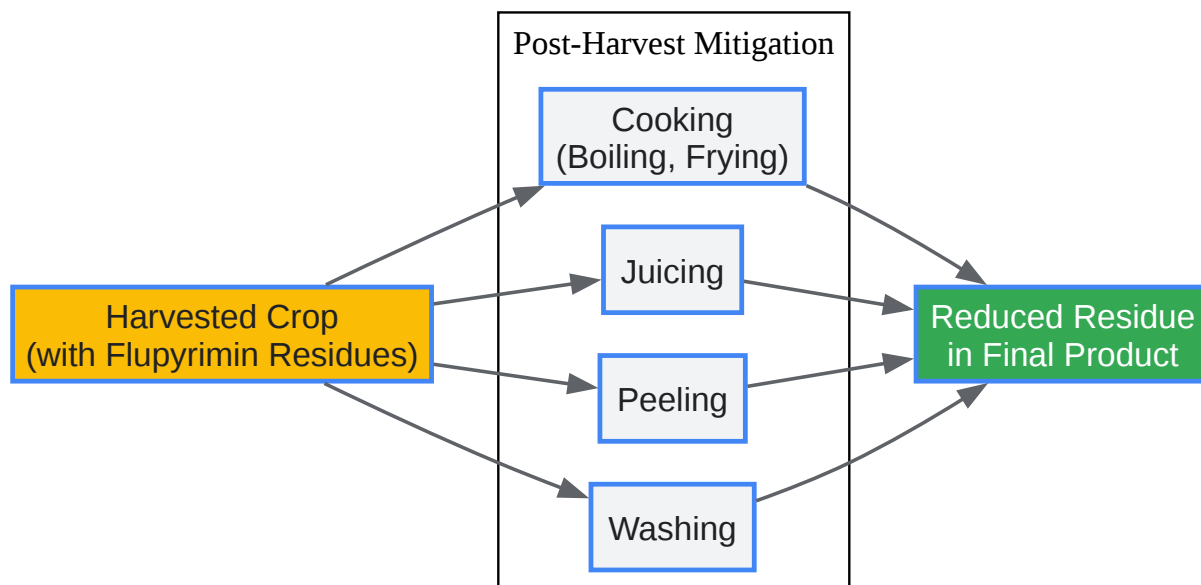 Post-Harvest Mitigation
Cooking
(Boiling, Frying)
Juicing
Harvested Crop
(with Flupyrimin Residues)
Reduced Residue
in Final Product
Peeling
Washing